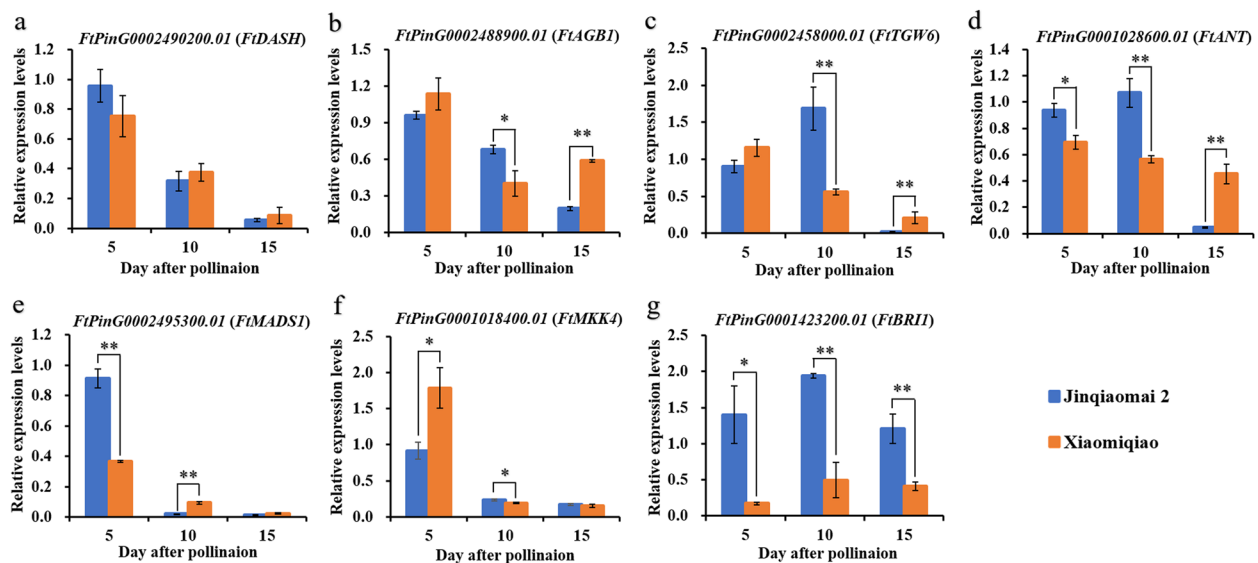 a
FtPinG0002490200.01 (FtDASH)
Relative expression levels
1.2
1.0
0.8
0.6
0.4
0.2
0.0
5 10 15
Day after pollinaion
b
FtPinG0002488900.01 (FtAGB1)
Relative expression levels
1.5
1.2
0.9
0.6
0.3
0.0
*
**
5 10 15
Day after pollinaion
c
FtPinG0002458000.01 (FtTGW6)
Relative expression levels
2.5
2.0
1.5
1.0
0.5
0.0
**
**
5 10 15
Day after pollinaion
d
FtPinG0001028600.01 (FtANT)
Relative expression levels
1.4
1.2
1.0
0.8
0.6
0.4
0.2
0.0
*
**
**
5 10 15
Day after pollinaion
e
FtPinG0002495300.01 (FtMADS1)
Relative expression levels
1.2
1.0
0.8
0.6
0.4
0.2
0.0
**
**
5 10 15
Day after pollinaion
f
FtPinG0001018400.01 (FtMKK4)
Relative expression levels
2.5
2.0
1.5
1.0
0.5
0.0
*
*
5 10 15
Day after pollinaion
g
FtPinG0001423200.01 (FtBRI1)
Relative expression levels
2.5
2.0
1.5
1.0
0.5
0.0
*
**
**
5 10 15
Day after pollinaion
Jinqiaomai 2
Xiaomiqiao